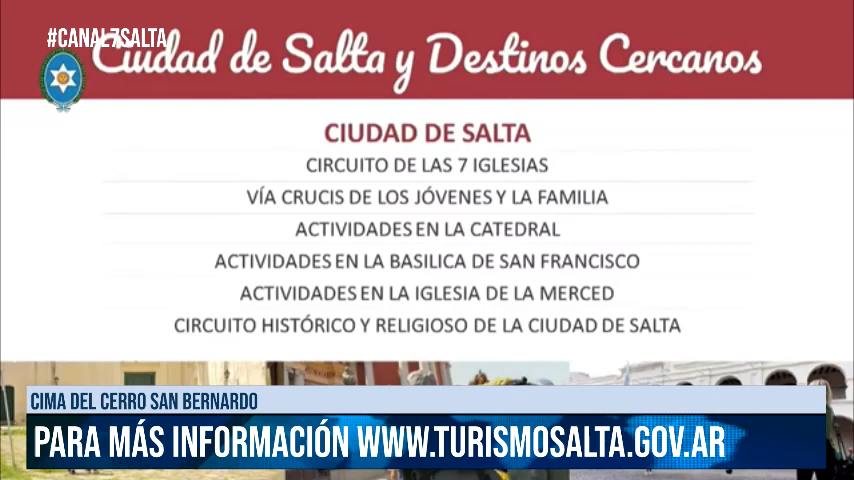 #CANAL7SALTA
Ciudad de Salta y Destinos Cercanos
CIUDAD DE SALTA
CIRCUITO DE LAS 7 IGLESIAS
VÍA CRUCIS DE LOS JÓVENES Y LA FAMILIA
ACTIVIDADES EN LA CATEDRAL
ACTIVIDADES EN LA BASILICA DE SAN FRANCISCO
ACTIVIDADES EN LA IGLESIA DE LA MERCED
CIRCUITO HISTÓRICO Y RELIGIOSO DE LA CIUDAD DE SALTA
CIMA DEL CERRO SAN BERNARDO
PARA MÁS INFORMACIÓN WWW.TURISMOSALTA.GOV.AR